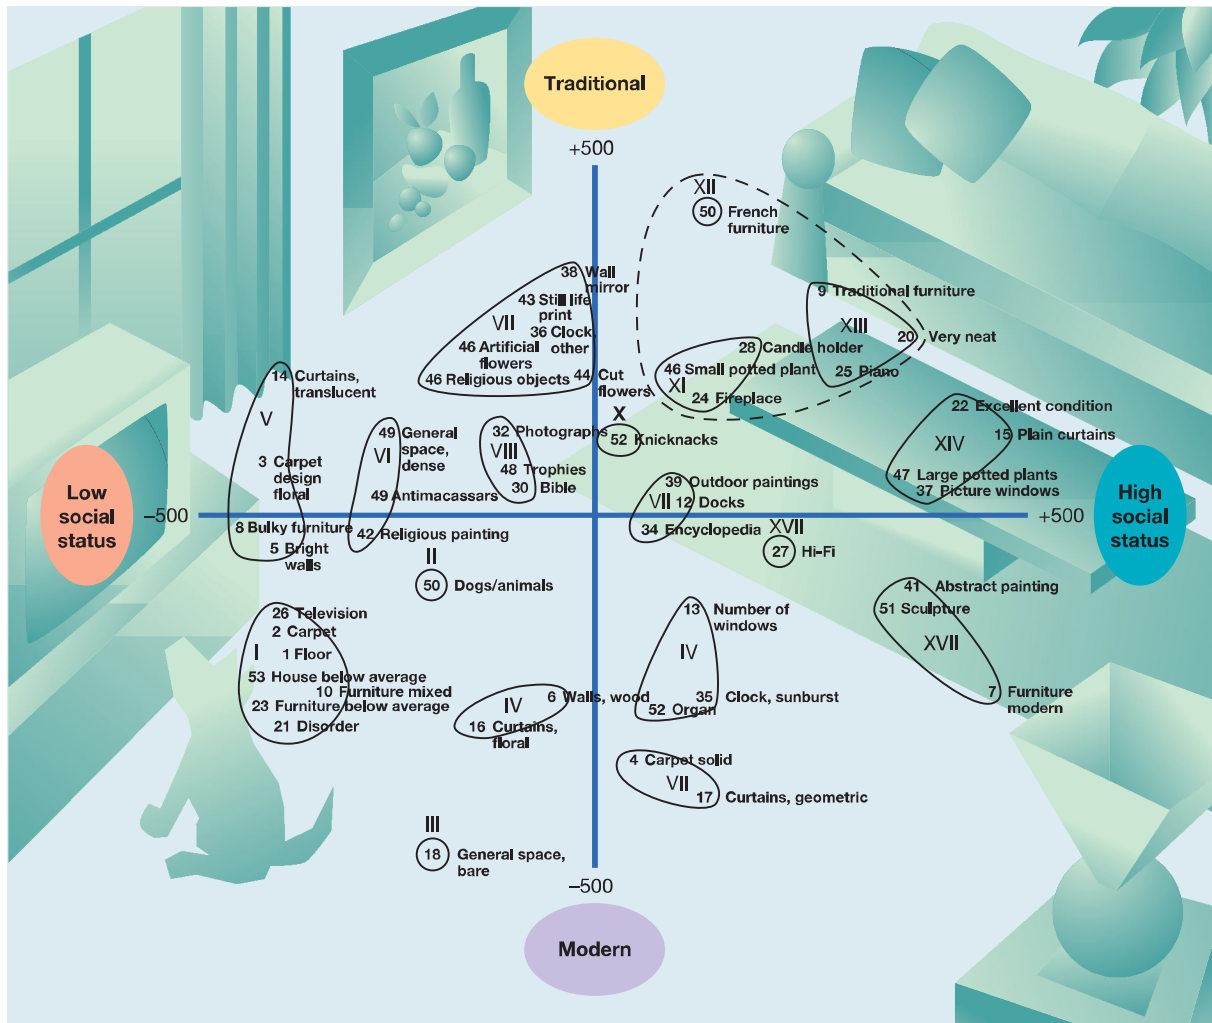 Traditional
+500
XII
50 French
furniture
38 Wall
mirror
43 Still life
print
VII
36 Clock,
other
46 Artificial
flowers
46 Religious objects
44 Cut
flowers
9 Traditional furniture
XIII
20 Very neat
25 Piano
28 Candle holder
46 Small potted plant
XI
24 Fireplace
14 Curtains,
translucent
V
3 Carpet
design
floral
8 Bulky furniture
5 Bright
walls
49 General
space,
dense
VI
49 Antimacassars
42 Religious painting
32 Photographs
VIII
48 Trophies
30 Bible
X
52 Knicknacks
22 Excellent condition
15 Plain curtains
XIV
47 Large potted plants
37 Picture windows
39 Outdoor paintings
VII 12 Docks
34 Encyclopedia
XVII
27 Hi-Fi
Low
social
status
–500
+500
High
social
status
II
50 Dogs/animals
26 Television
2 Carpet
I
1 Floor
53 House below average
10 Furniture mixed
23 Furniture below average
21 Disorder
IV
6 Walls, wood
16 Curtains,
floral
13 Number of
windows
IV
35 Clock, sunburst
52 Organ
41 Abstract painting
51 Sculpture
XVII
7 Furniture
modern
4 Carpet solid
VII
17 Curtains, geometric
III
18 General space,
bare
–500
Modern